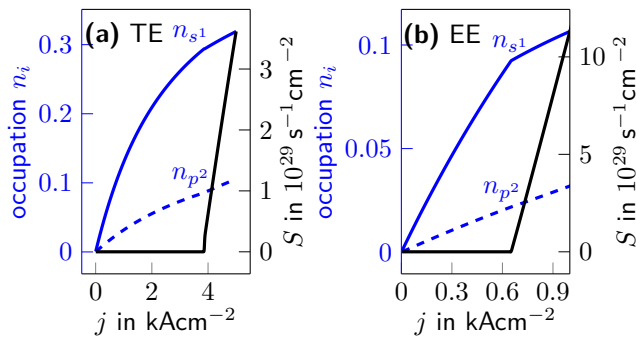 (a) TE
n_{s^1}
n_{p^2}
occupation n_i
0
0.1
0.2
0.3
0
2
4
j in kAcm^{−2}
0
1
2
3
S in 10^{29} s^{−1}cm^{−2}
(b) EE
n_{s^1}
n_{p^2}
occupation n_i
0
0.05
0.1
0
0.3
0.6
0.9
j in kAcm^{−2}
0
5
10
S in 10^{29} s^{−1}cm^{−2}